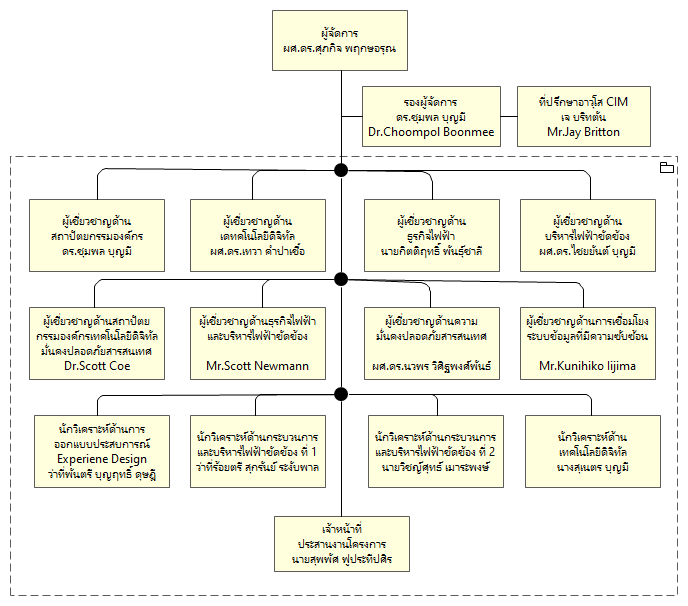 ผู้จัดการ
ผศ.ดร.ศุภกิจ พฤกษอรุณ
รองผู้จัดการ
ดร.ชุมพล บุญมี
Dr.Choompol Boonmee
ที่ปรึกษาอาวุโส CIM
เจ บริทตัน
Mr.Jay Britton
ผู้เชี่ยวชาญด้าน
สถาปัตยกรรมองค์กร
ดร.ชุมพล บุญมี
ผู้เชี่ยวชาญด้าน
เดทคโนโลยีดิจิทัล
ผศ.ดร.เทวา คำปาเชื้อ
ผู้เชี่ยวชาญด้าน
ธุรกิจไฟฟ้า
นายกิตติฤทธิ์ พันธุ์ชาลี
ผู้เชี่ยวชาญด้าน
บริหารไฟฟ้าขัดข้อง
ผศ.ดร.ไชยยันต์ บุญมี
ผู้เชี่ยวชาญด้านสถาปัตย
กรรมองค์กรเทคโนโลยีดิจิทัล
มั่นคงปลอดภัยสารสนเทศ
Dr.Scott Coe
ผู้เชี่ยวชาญด้านธุรกิจไฟฟ้า
และบริหารไฟฟ้าขัดข้อง
Mr.Scott Newmann
ผู้เชี่ยวชาญด้านความ
มั่นคงปลอดภัยสารสนเทศ
ผศ.ดร.นวพร วิศิฐพงศ์พันธ์
ผู้เชี่ยวชาญด้านการเชื่อมโยง
ระบบข้อมูลที่มีความซับซ้อน
Mr.Kunihiko Iijima
นักวิเคราะห์ด้านการ
ออกแบบประสบการณ์
Experiene Design
ว่าที่พันตรี บุญฤทธิ์ ดุษฎี
นักวิเคราะห์ด้านกระบวนการ
และบริหารไฟฟ้าขัดข้อง ที่ 1
ว่าที่ร้อยตรี สุกรันย์ ระงับพาล
นักวิเคราะห์ด้านกระบวนการ
และบริหารไฟฟ้าขัดข้อง ที่ 2
นายวิชญ์ศุทธ์ เมาระพงษ์
นักวิเคราะห์ด้าน
เทคโนโลยีดิจิทัล
นางสุเนตร บุญมี
เจ้าหน้าที่
ประสานงานโครงการ
นายสุพพัศ ฟูประทีปศิร